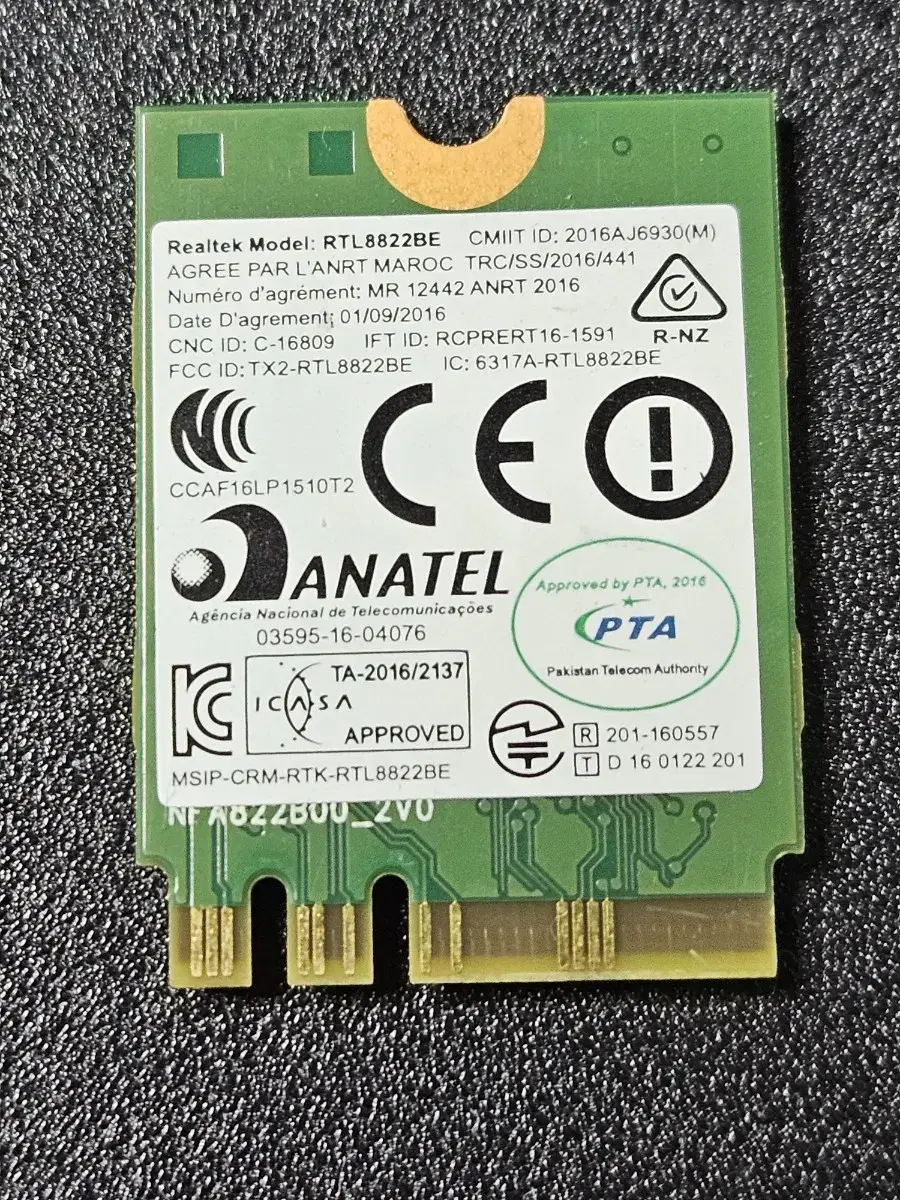 Realtek Model: RTL8822BE CMIIT ID: 2016AJ6930(M)
AGREE PAR L'ANRT MAROC TRC/SS/2016/441
Numéro d'agrément: MR 12442 ANRT 2016
Date D'agrement: 01/09/2016
R-NZ
CNC ID: C-16809 IFT ID: RCPRERT16-1591
FCC ID: TX2-RTL8822BE IC: 6317A-RTL8822BE
CE
CCAF16LP1510T2
ANATEL
Agência Nacional de Telecomunicações
03595-16-04076
Approved by PTA, 2016
PTA
Pakistan Telecom Authority
TA-2016/2137
ICASA
APPROVED
R 201-160557
T D 16 0122 201
MSIP-CRM-RTK-RTL8822BE
NFA822B00_2V0